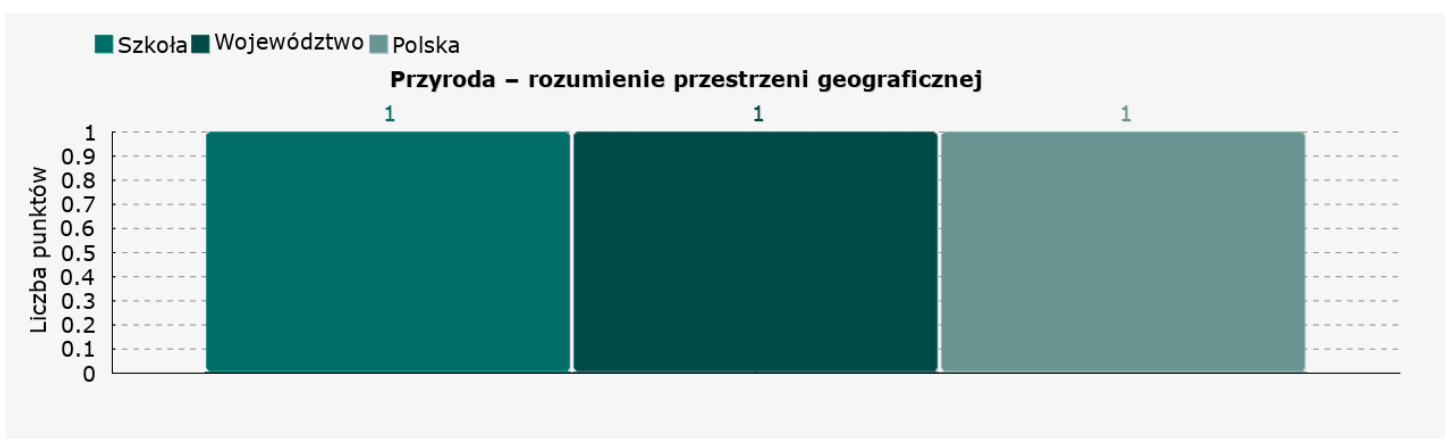 Szkoła Województwo Polska
Przyroda – rozumienie przestrzeni geograficznej
1 1 1
Liczba punktów
1
0.9
0.8
0.7
0.6
0.5
0.4
0.3
0.2
0.1
0